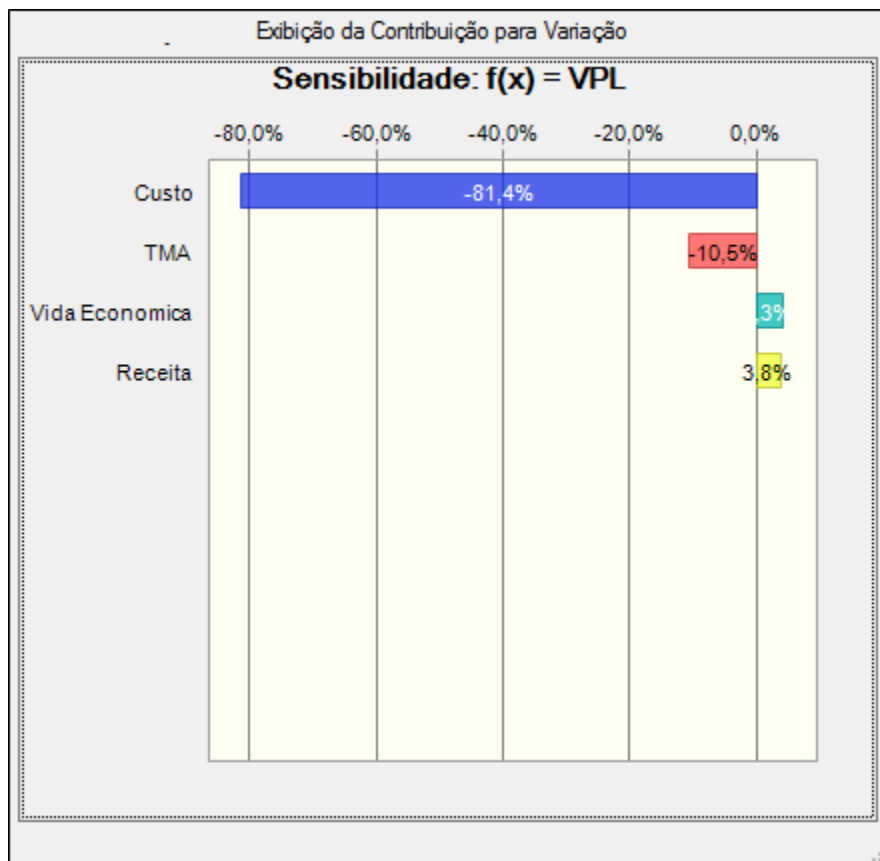 Exibição da Contribuição para Variação
Sensibilidade: f(x) = VPL
-80,0% -60,0% -40,0% -20,0% 0,0%
Custo -81,4%
TMA -10,5%
Vida Economica ,3%
Receita 3,8%